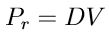 P_r = DV